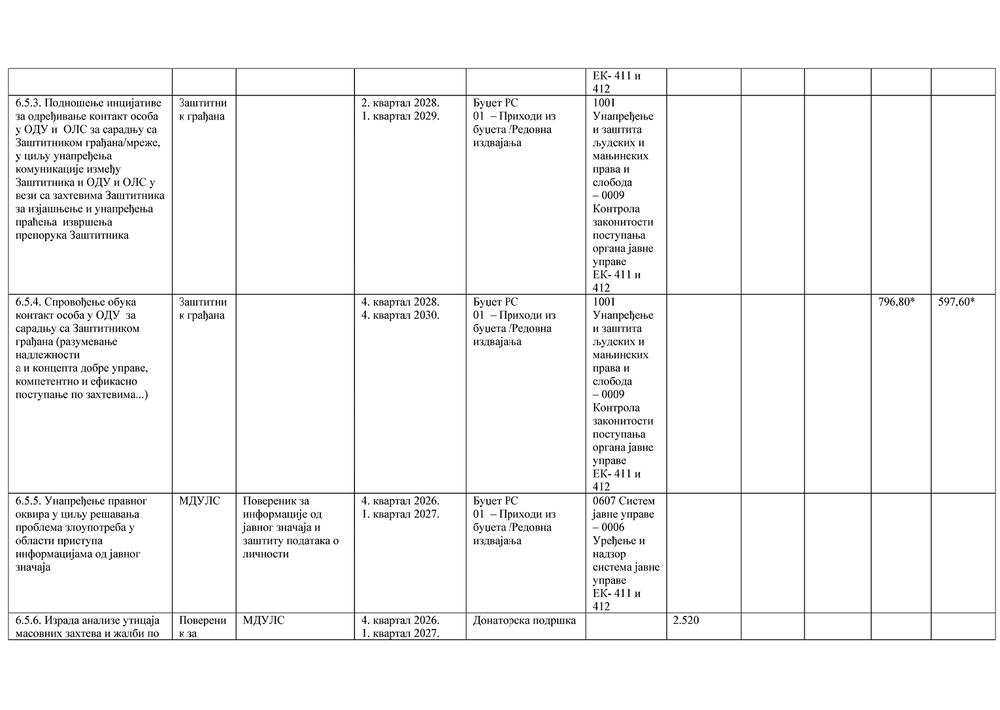 ЕК- 411 и
412
6.5.3. Подношење инцијативе
за одређивање контакт особа
у ОДУ и ОЛС за сарадњу са
Заштитником грађана/мреже,
у циљу унапређења
комуникације између
Заштитника и ОДУ и ОЛС у
вези са захтевима Заштитника
за изјашњење и унапређења
праћења извршења
препорука Заштитника
Заштитни
к грађана
2. квартал 2028.
1. квартал 2029.
Буџет РС
01 – Приходи из
буџета /Редовна
издвајања
1001
Унапређење
и заштита
људских и
мањинских
права и
слобода
– 0009
Контрола
законитости
поступања
органа јавне
управе
ЕК- 411 и
412
6.5.4. Спровођење обука
контакт особа у ОДУ за
сарадњу са Заштитником
грађана (разумевање
надлежности
а и концепта добре управе,
компетентно и ефикасно
поступање по захтевима...)
Заштитни
к грађана
4. квартал 2028.
4. квартал 2030.
Буџет РС
01 – Приходи из
буџета /Редовна
издвајања
1001
Унапређење
и заштита
људских и
мањинских
права и
слобода
– 0009
Контрола
законитости
поступања
органа јавне
управе
ЕК- 411 и
412
796,80*
597,60*
6.5.5. Унапређење правног
оквира у циљу решавања
проблема злоупотреба у
области приступа
информацијама од јавног
значаја
МДУЛС
Повереник за
информације од
јавног значаја и
заштиту података о
личности
4. квартал 2026.
1. квартал 2027.
Буџет РС
01 – Приходи из
буџета /Редовна
издвајања
0607 Систем
јавне управе
– 0006
Уређење и
надзор
система јавне
управе
ЕК- 411 и
412
6.5.6. Израда анализе утицаја
масовних захтева и жалби по
Поверени
к за
МДУЛС
4. квартал 2026.
1. квартал 2027.
Донаторска подршка
2.520